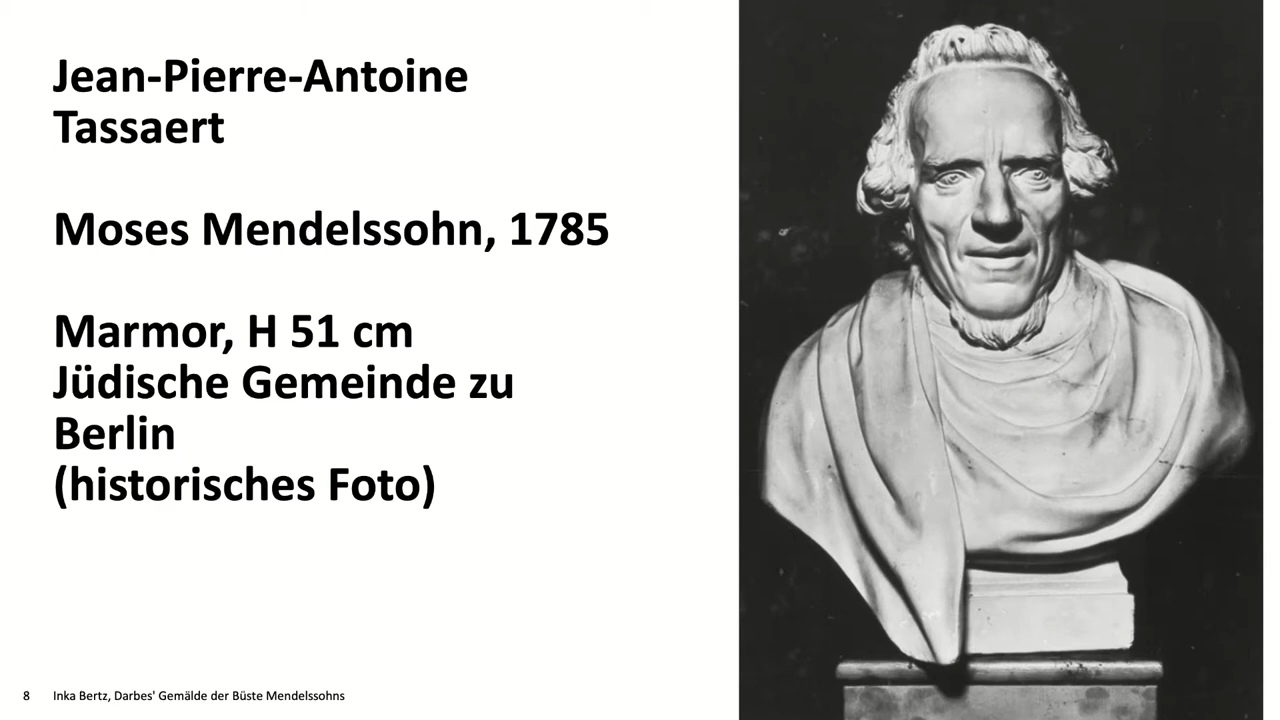 Jean-Pierre-Antoine
Tassaert
Moses Mendelssohn, 1785
Marmor, H 51 cm
Jüdische Gemeinde zu
Berlin
(historisches Foto)
8 Inka Bertz, Darbes' Gemälde der Büste Mendelssohns